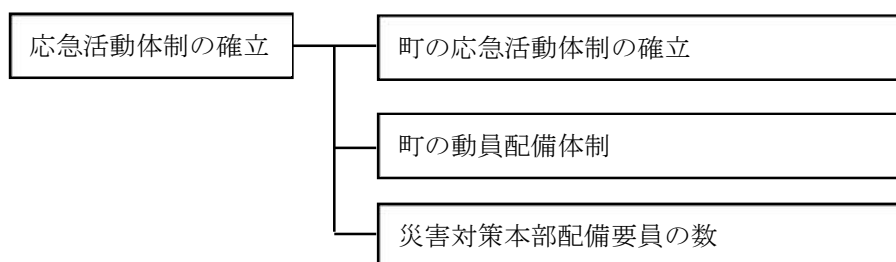 応急活動体制の確立
町の応急活動体制の確立
町の動員配備体制
災害対策本部配備要員の数